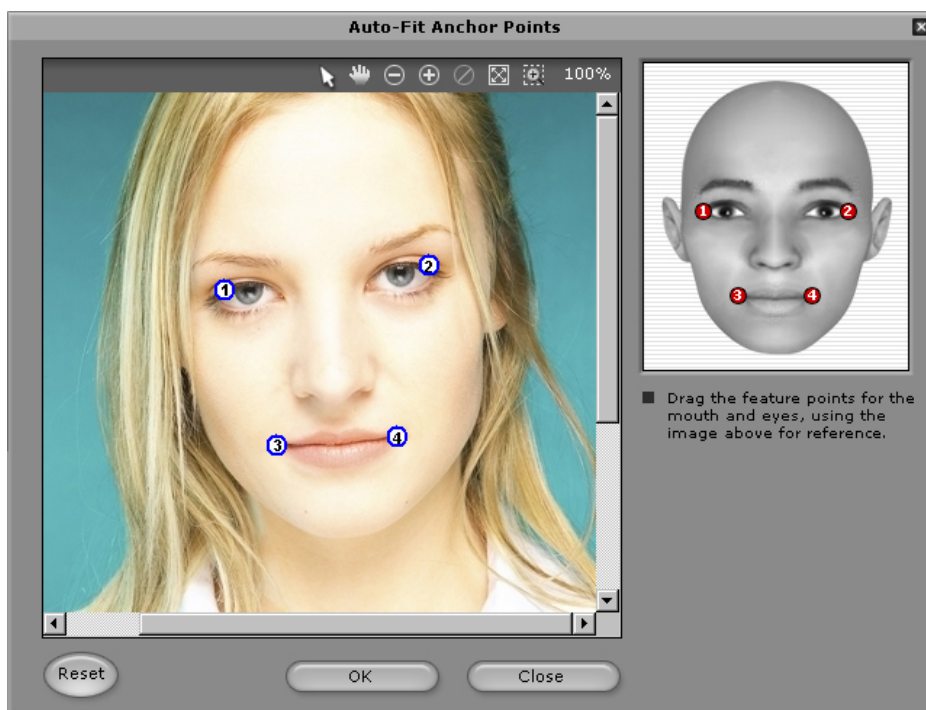 Auto-Fit Anchor Points
100%
1
2
3
4
1
2
3
4
Drag the feature points for the
mouth and eyes, using the
image above for reference.
Reset
OK
Close